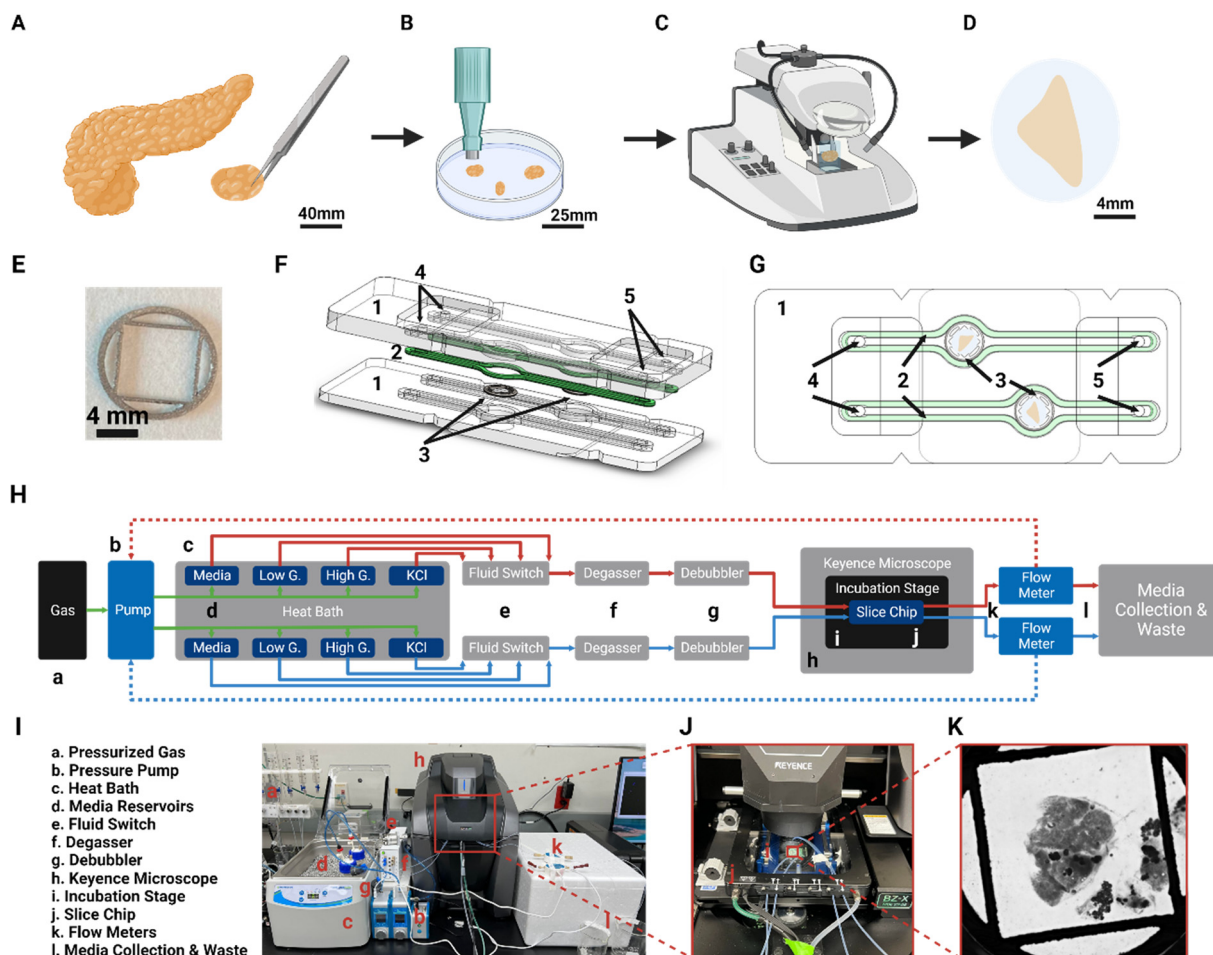 A
B
C
D
40mm
25mm
4mm
E
F
G
4 mm
4
1
5
2
1
3
1
4
2
3
5
H
b
c
Media
Low G.
High G.
KCl
Fluid Switch
Degasser
Debubbler
Keyence Microscope
Incubation Stage
Flow
Meter
Gas
Pump
d
Heat Bath
e
f
g
Slice Chip
k
l
Media
Collection &
Waste
Media
Low G.
High G.
KCl
Fluid Switch
Degasser
Debubbler
i
j
h
Flow
Meter
a
I
J
K
a. Pressurized Gas
b. Pressure Pump
c. Heat Bath
d. Media Reservoirs
e. Fluid Switch
f. Degasser
g. Debubbler
h. Keyence Microscope
i. Incubation Stage
j. Slice Chip
k. Flow Meters
l. Media Collection & Waste
a
h
e
d
f
g
k
c
b
l
KEYENCE
j
i
BZ-X